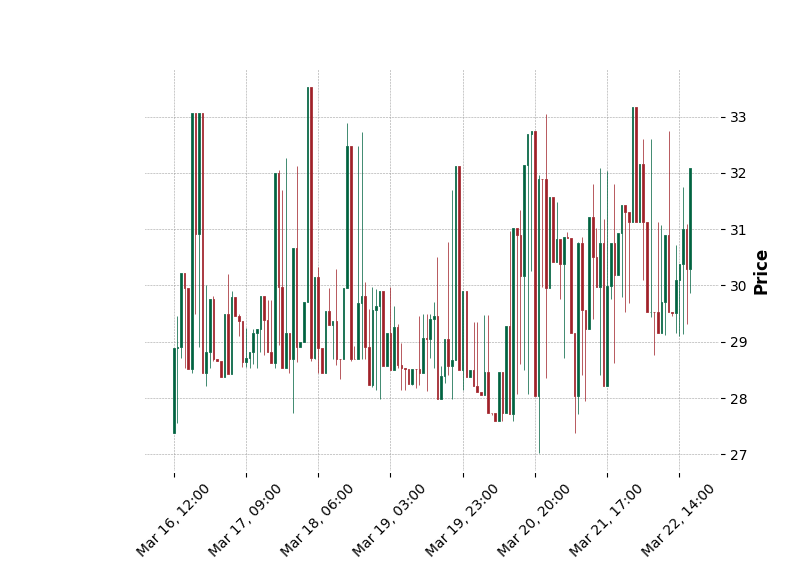 33
32
31
30
29
28
27
Price
Mar 16, 12:00
Mar 17, 09:00
Mar 18, 06:00
Mar 19, 03:00
Mar 19, 23:00
Mar 20, 20:00
Mar 21, 17:00
Mar 22, 14:00